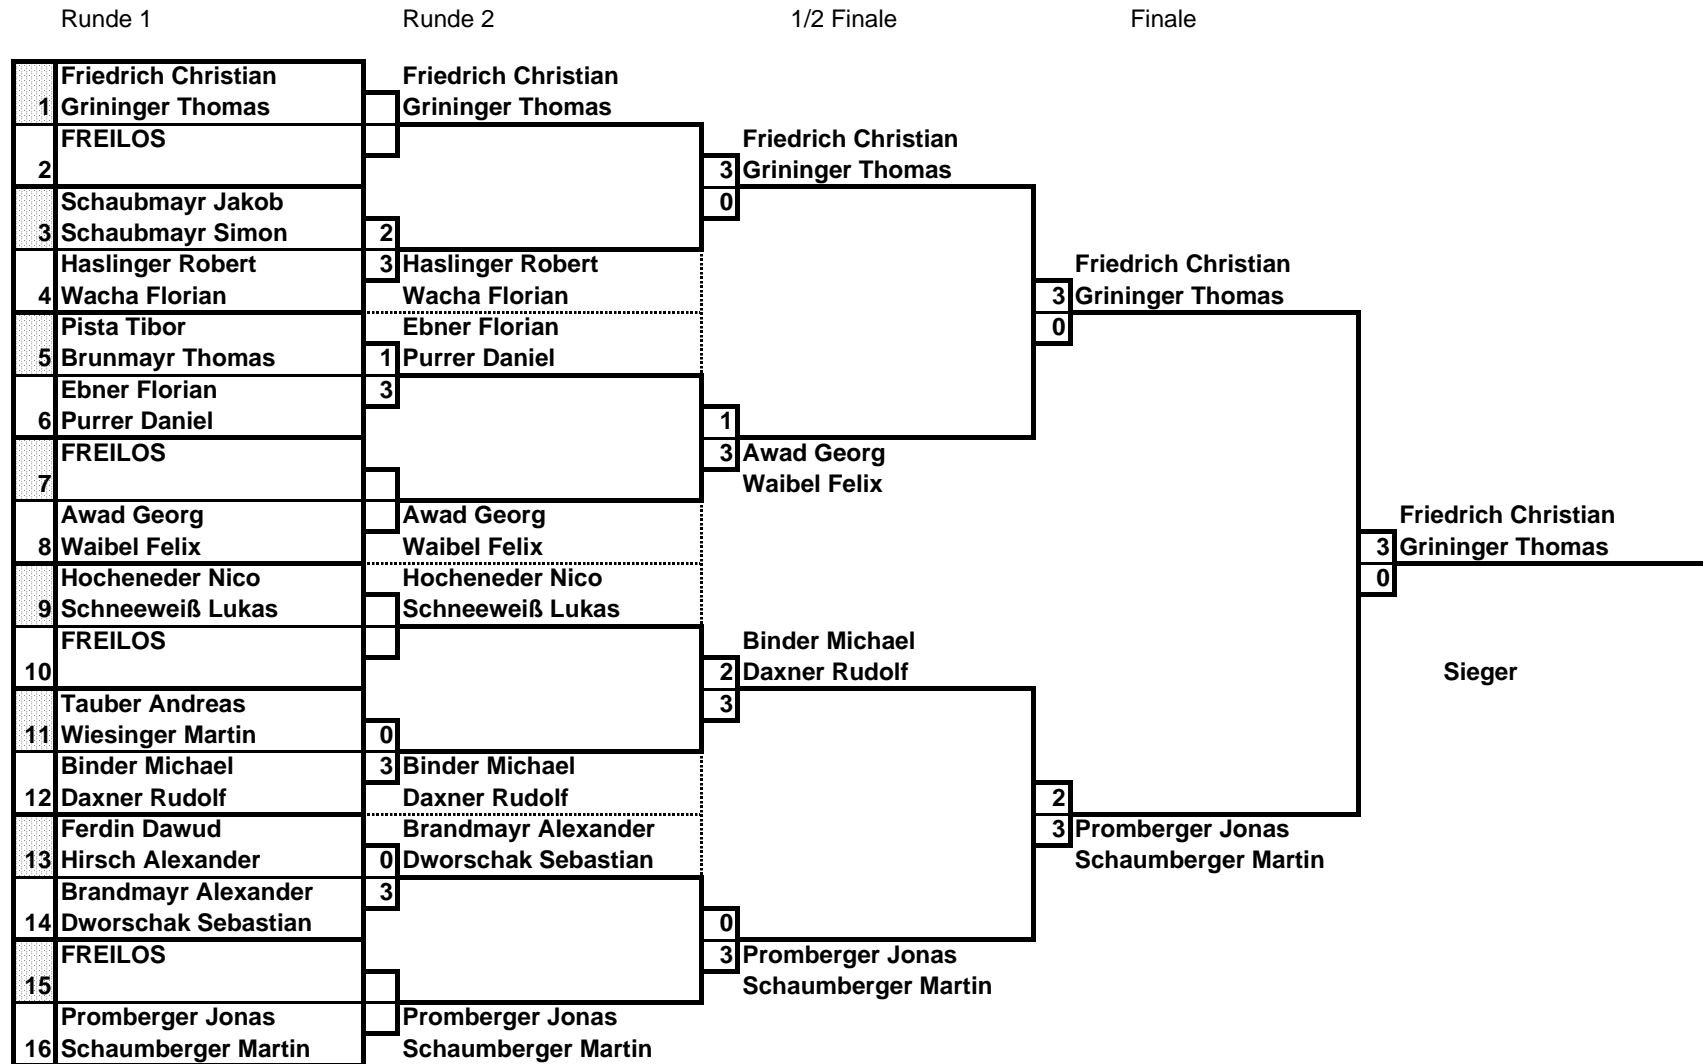 Runde 1 Runde 2 1/2 Finale Finale
Friedrich Christian Friedrich Christian
1 Grininger Thomas Grininger Thomas
FREILOS Friedrich Christian
2 3 Grininger Thomas
Schaubmayr Jakob 0
3 Schaubmayr Simon 2
Haslinger Robert 3 Haslinger Robert Friedrich Christian
4 Wacha Florian Wacha Florian 3 Grininger Thomas
Pista Tibor Ebner Florian 0
5 Brunmayr Thomas 1 Purrer Daniel
Ebner Florian 3
6 Purrer Daniel 1
FREILOS 3 Awad Georg
7 Waibel Felix
Awad Georg Awad Georg Friedrich Christian
8 Waibel Felix Waibel Felix 3 Grininger Thomas
Hocheneder Nico Hocheneder Nico 0
9 Schneeweiß Lukas Schneeweiß Lukas
FREILOS Binder Michael
10 2 Daxner Rudolf Sieger
Tauber Andreas 3
11 Wiesinger Martin 0
Binder Michael 3 Binder Michael
12 Daxner Rudolf Daxner Rudolf 2
Ferdin Dawud Brandmayr Alexander 3 Promberger Jonas
13 Hirsch Alexander 0 Dworschak Sebastian Schaumberger Martin
Brandmayr Alexander 3
14 Dworschak Sebastian 0
FREILOS 3 Promberger Jonas
15 Schaumberger Martin
Promberger Jonas Promberger Jonas
16 Schaumberger Martin Schaumberger Martin